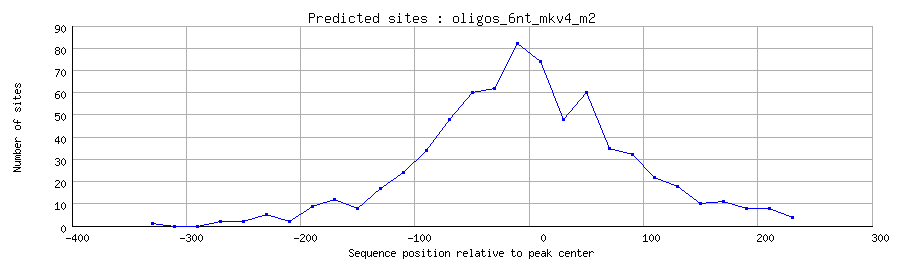 Predicted sites : oligos_6nt_mkv4_m2
90
80
70
60
50
40
30
20
10
0
Number of sites
-400 -300 -200 -100 0 100 200 300
Sequence position relative to peak center